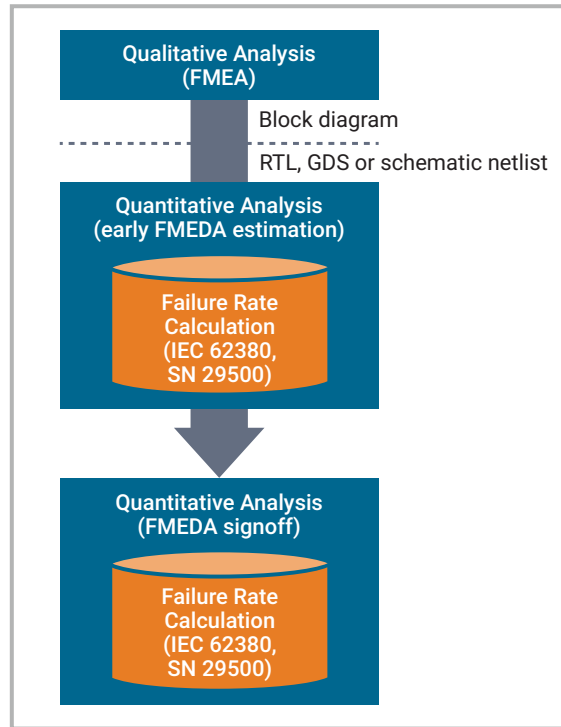 Qualitative Analysis
(FMEA)
Block diagram
RTL, GDS or schematic netlist
Quantitative Analysis
(early FMEDA estimation)
Failure Rate
Calculation
(IEC 62380,
SN 29500)
Quantitative Analysis
(FMEDA signoff)
Failure Rate
Calculation
(IEC 62380,
SN 29500)